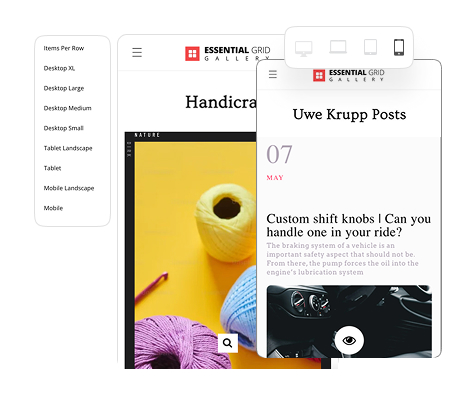 Items Per Row
Desktop XL
Desktop Large
Desktop Medium
Desktop Small
Tablet Landscape
Tablet
Mobile Landscape
Mobile
ESSENTIAL GRID
GALLERY
Handicra
NATURE
ESSENTIAL GRID
GALLERY
Uwe Krupp Posts
07
MAY
Custom shift knobs | Can you
handle one in your ride?
The braking system of a vehicle is an
important safety aspect that should not be.
From there, the pump forces the oil into the
engine's lubrication system